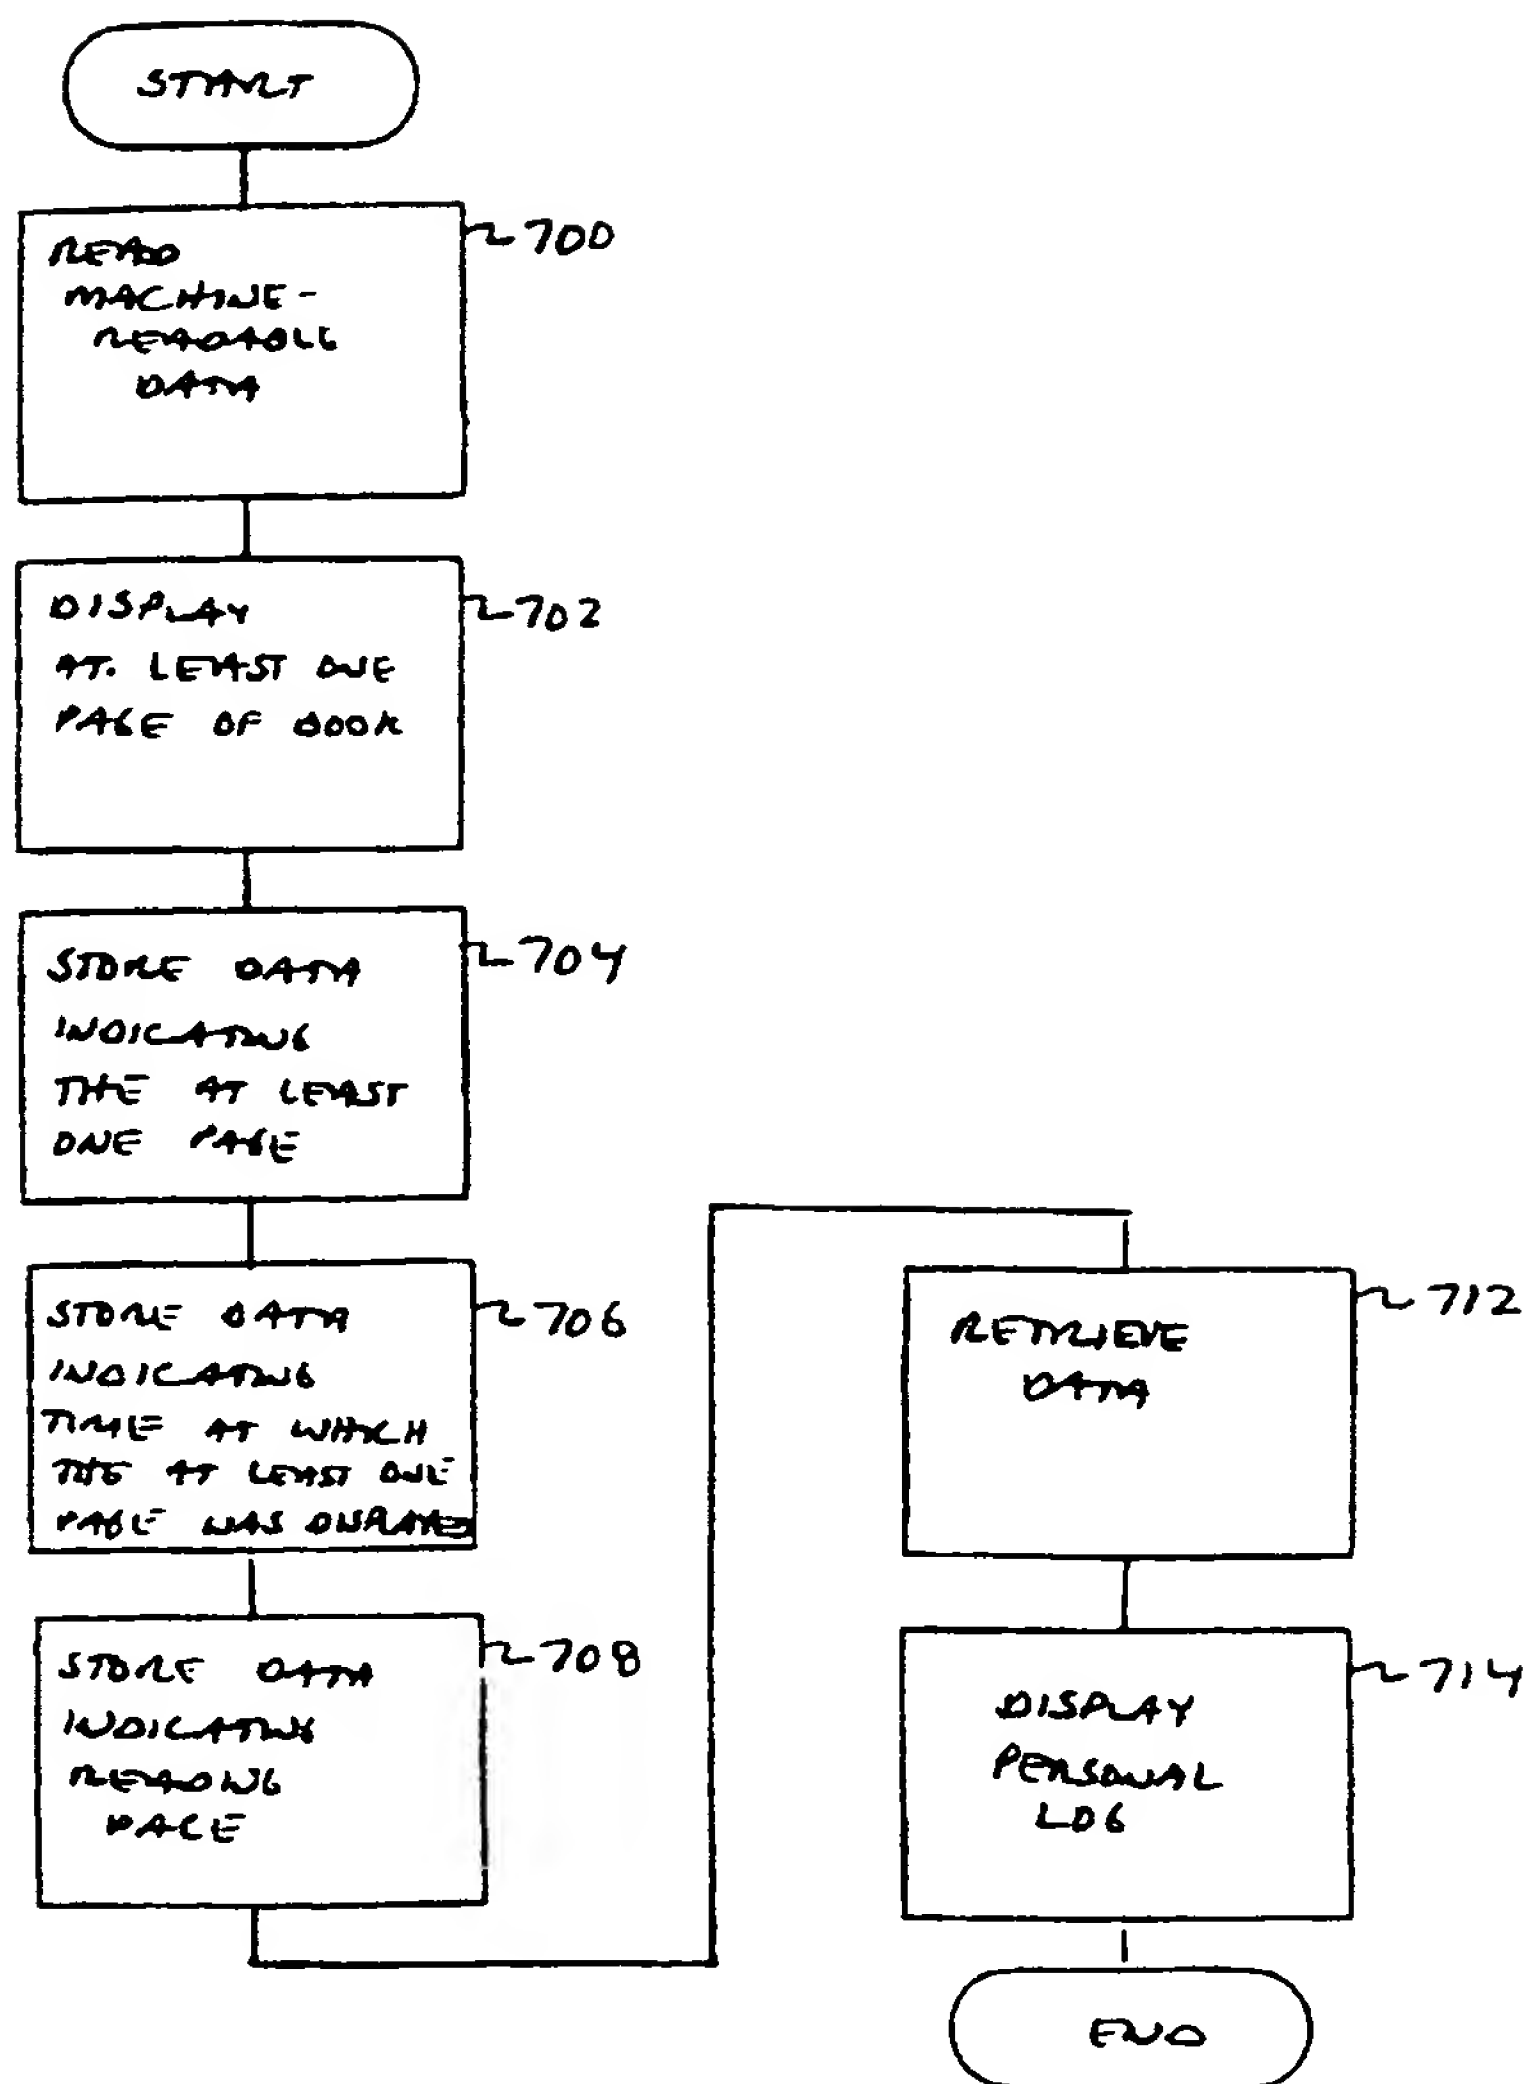 START
READ
MACHINE-
READABLE
DATA
700
DISPLAY
AT. LEAST ONE
PAGE OF BOOK
702
STORE DATA
INDICATING
THE AT LEAST
ONE PAGE
704
STORE DATA
INDICATING
TIME AT WHICH
THE AT LEAST ONE
PAGE WAS DISPLAYED
706
STORE DATA
INDICATING
READING
PACE
708
RETRIEVE
DATA
712
DISPLAY
PERSONAL
LOG
714
END